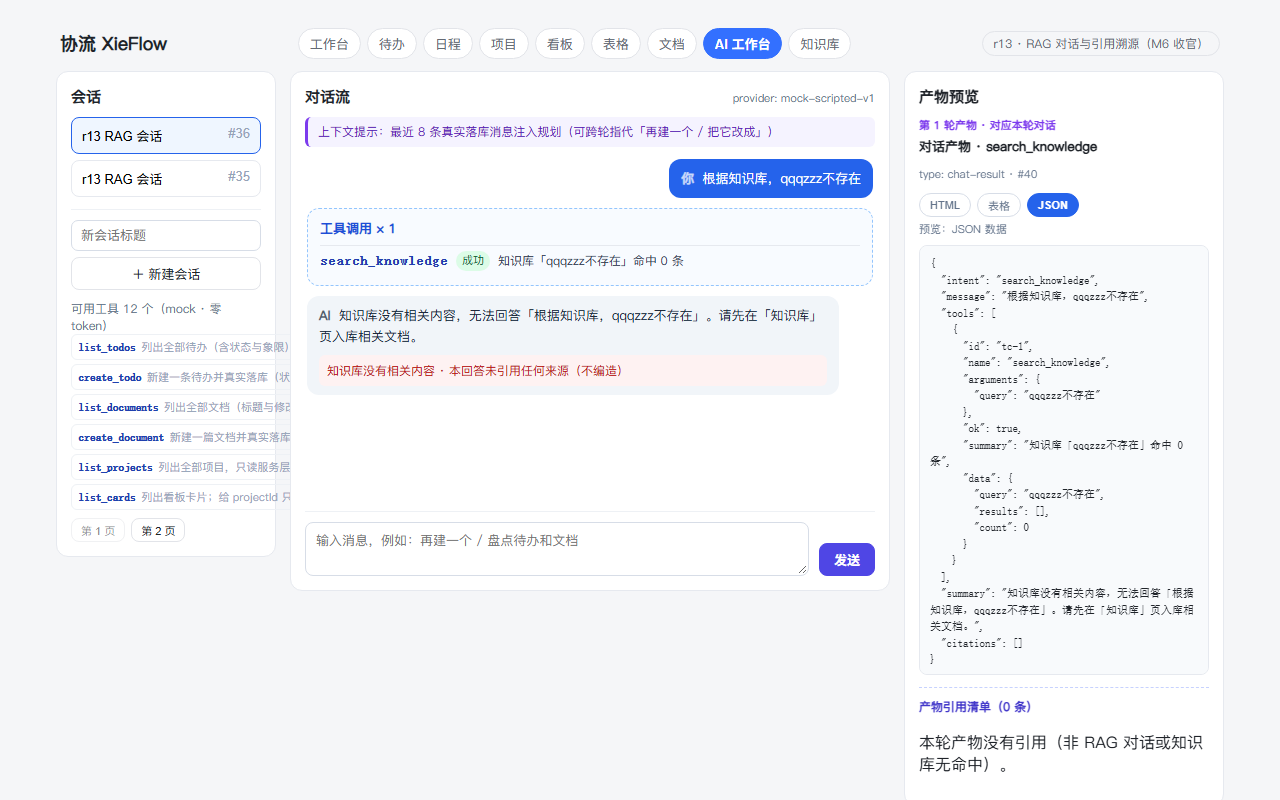 协流 XieFlow
工作台
待办
日程
项目
看板
表格
文档
AI 工作台
知识库
r13 · RAG 对话与引用溯源（M6 收官）
会话
r13 RAG 会话 #36
r13 RAG 会话 #35
新会话标题
＋ 新建会话
可用工具 12 个（mock · 零
token）
list_todos 列出全部待办（含状态与象限）
create_todo 新建一条待办并真实落库（状
list_documents 列出全部文档（标题与修改
create_document 新建一篇文档并真实落库
list_projects 列出全部项目，只读服务层
list_cards 列出看板卡片；给 projectId 只
第 1 页
第 2 页
对话流
provider: mock-scripted-v1
上下文提示：最近 8 条真实落库消息注入规划（可跨轮指代「再建一个 / 把它改成」）
你 根据知识库，qqqzzz不存在
工具调用 × 1
search_knowledge 成功 知识库「qqqzzz不存在」命中 0 条
AI 知识库没有相关内容，无法回答「根据知识库，qqqzzz不存在」。请先在「知识库」
页入库相关文档。
知识库没有相关内容 · 本回答未引用任何来源（不编造）
输入消息，例如：再建一个 / 盘点待办和文档
发送
产物预览
第 1 轮产物 · 对应本轮对话
对话产物 · search_knowledge
type: chat-result · #40
HTML
表格
JSON
预览：JSON 数据
{
"intent": "search_knowledge",
"message": "根据知识库，qqqzzz不存在",
"tools": [
{
"id": "tc-1",
"name": "search_knowledge",
"arguments": {
"query": "qqqzzz不存在"
},
"ok": true,
"summary": "知识库「qqqzzz不存在」命中 0
条",
"data": {
"query": "qqqzzz不存在",
"results": [],
"count": 0
}
}
],
"summary": "知识库没有相关内容，无法回答「根据
知识库，qqqzzz不存在」。请先在「知识库」页入库相
关文档。",
"citations": []
}
产物引用清单（0 条）
本轮产物没有引用（非 RAG 对话或知识
库无命中）。